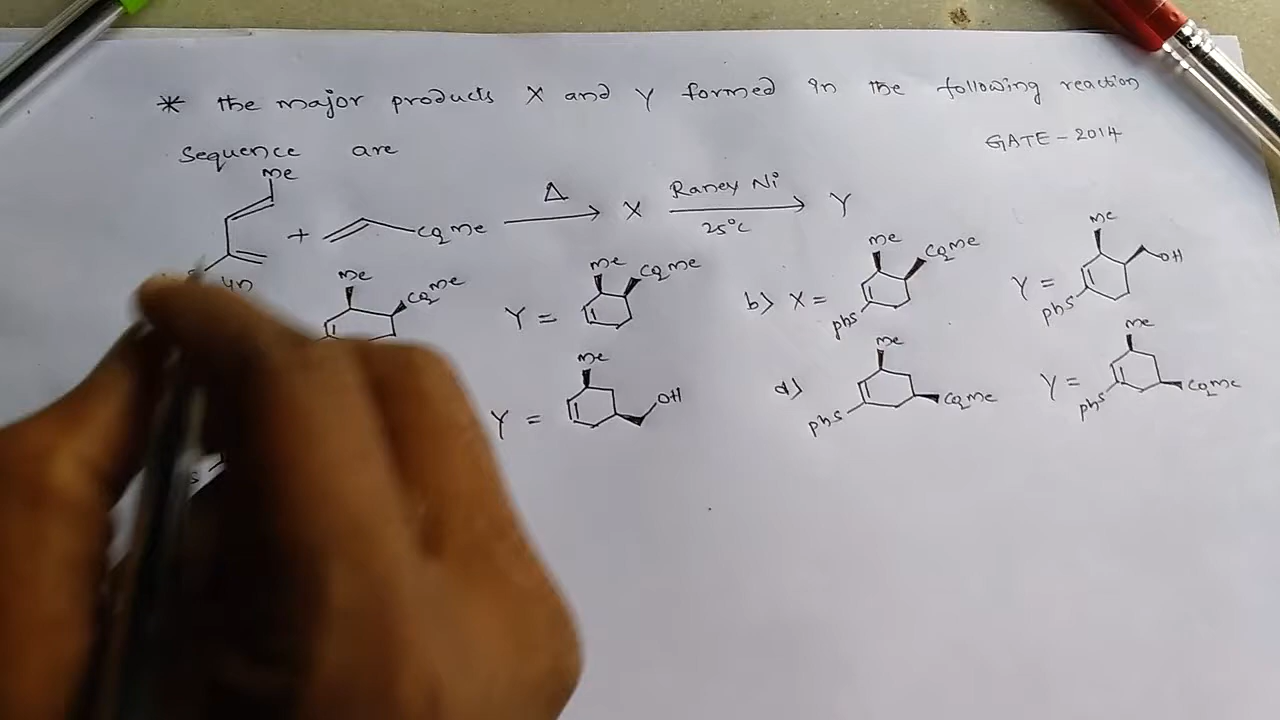 * The major products X and Y formed in the following reaction
sequence are
GATE-2014
Me
+ CO2Me Δ X Raney Ni Y
25°C
Me CO2Me
Y = Me CO2Me
b) X = Me CO2Me
phS
Y = Me OH
phS
Y = Me OH
d) Me
phS CO2Me
Y = Me
phS CO2Me